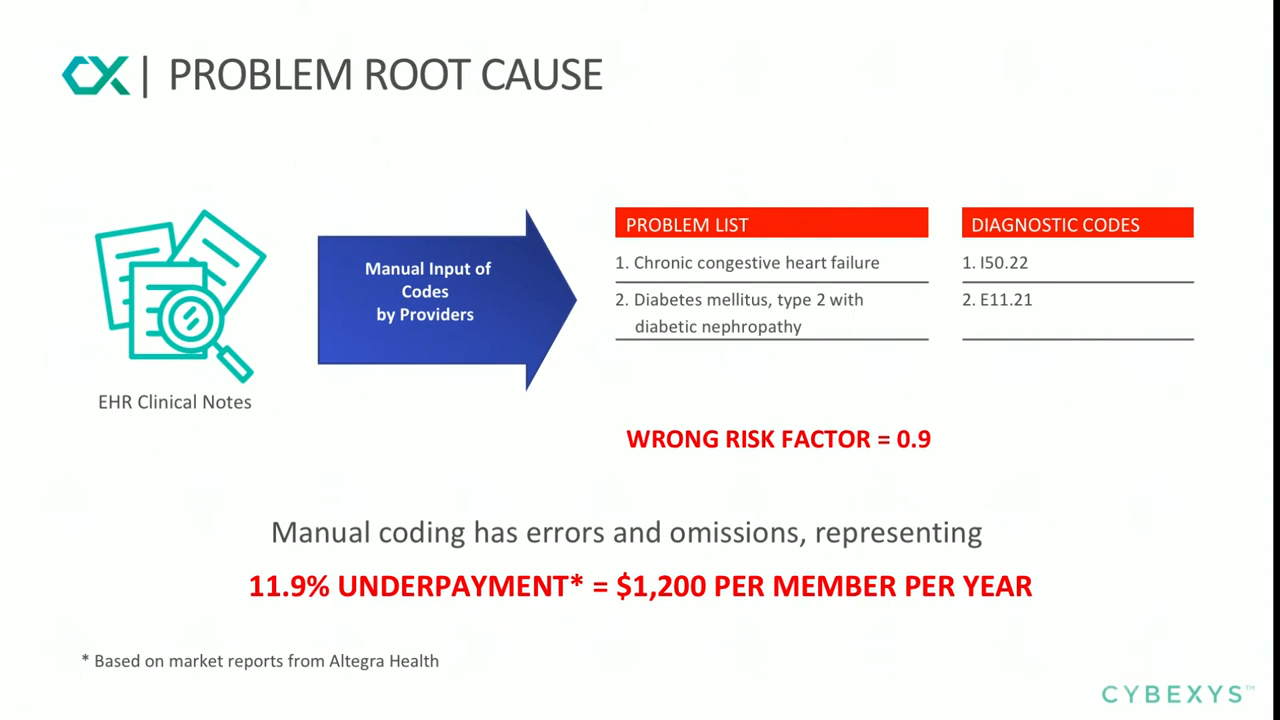 CX | PROBLEM ROOT CAUSE
Manual Input of
Codes
by Providers
EHR Clinical Notes
PROBLEM LIST
1. Chronic congestive heart failure
2. Diabetes mellitus, type 2 with
diabetic nephropathy
DIAGNOSTIC CODES
1. I50.22
2. E11.21
WRONG RISK FACTOR = 0.9
Manual coding has errors and omissions, representing
11.9% UNDERPAYMENT* = $1,200 PER MEMBER PER YEAR
* Based on market reports from Altegra Health
CYBEXYS™